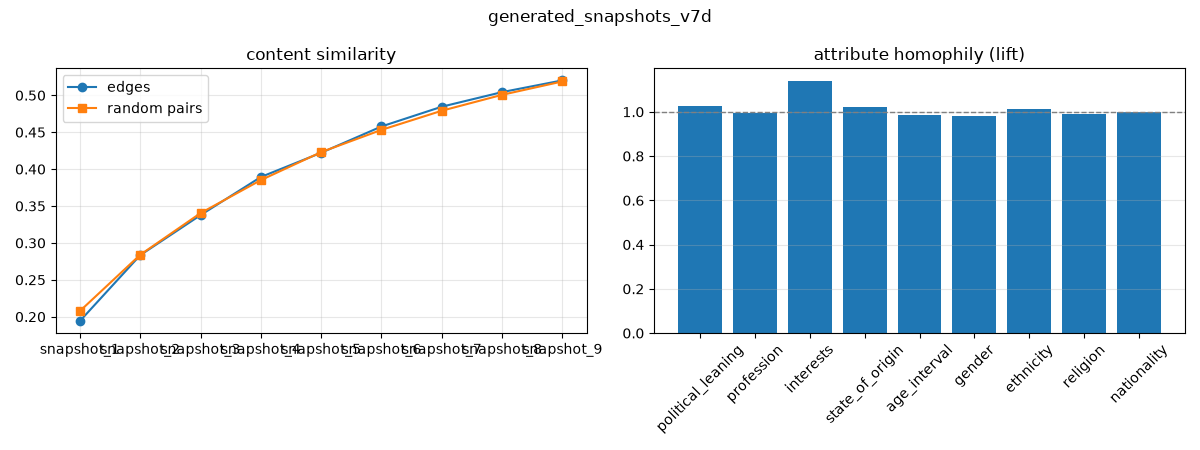 generated_snapshots_v7d
content similarity
edges
random pairs
0.50
0.45
0.40
0.35
0.30
0.25
0.20
snapshot_1
snapshot_2
snapshot_3
snapshot_4
snapshot_5
snapshot_6
snapshot_7
snapshot_8
snapshot_9
attribute homophily (lift)
1.0
0.8
0.6
0.4
0.2
0.0
political_leaning
profession
interests
state_of_origin
age_interval
gender
ethnicity
religion
nationality